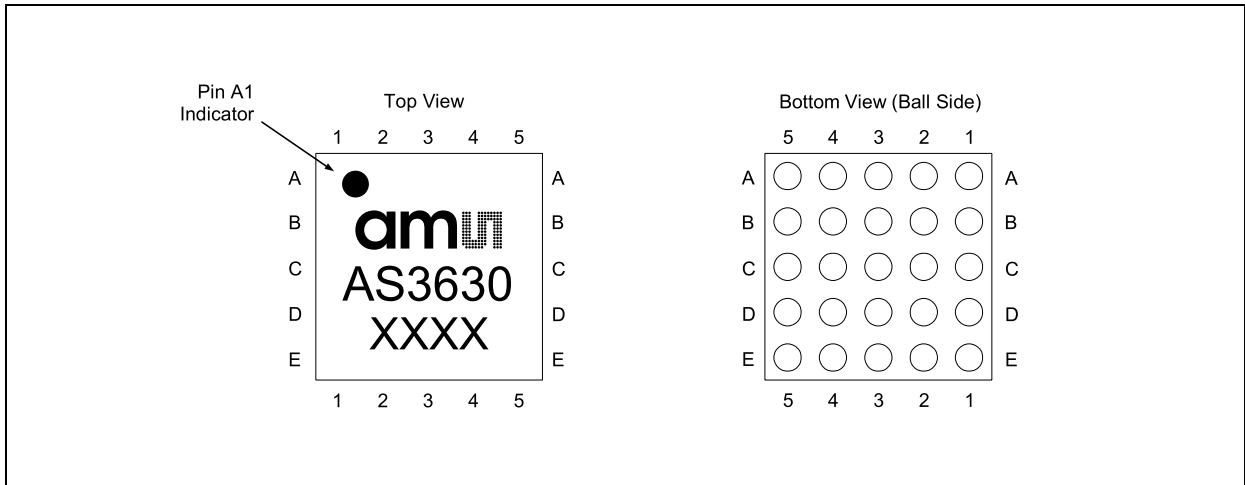 Pin A1
Indicator
Top View
1 2 3 4 5
A A
B B
C C
D D
E E
ams
AS3630
XXXX
1 2 3 4 5
Bottom View (Ball Side)
5 4 3 2 1
A A
B B
C C
D D
E E
5 4 3 2 1